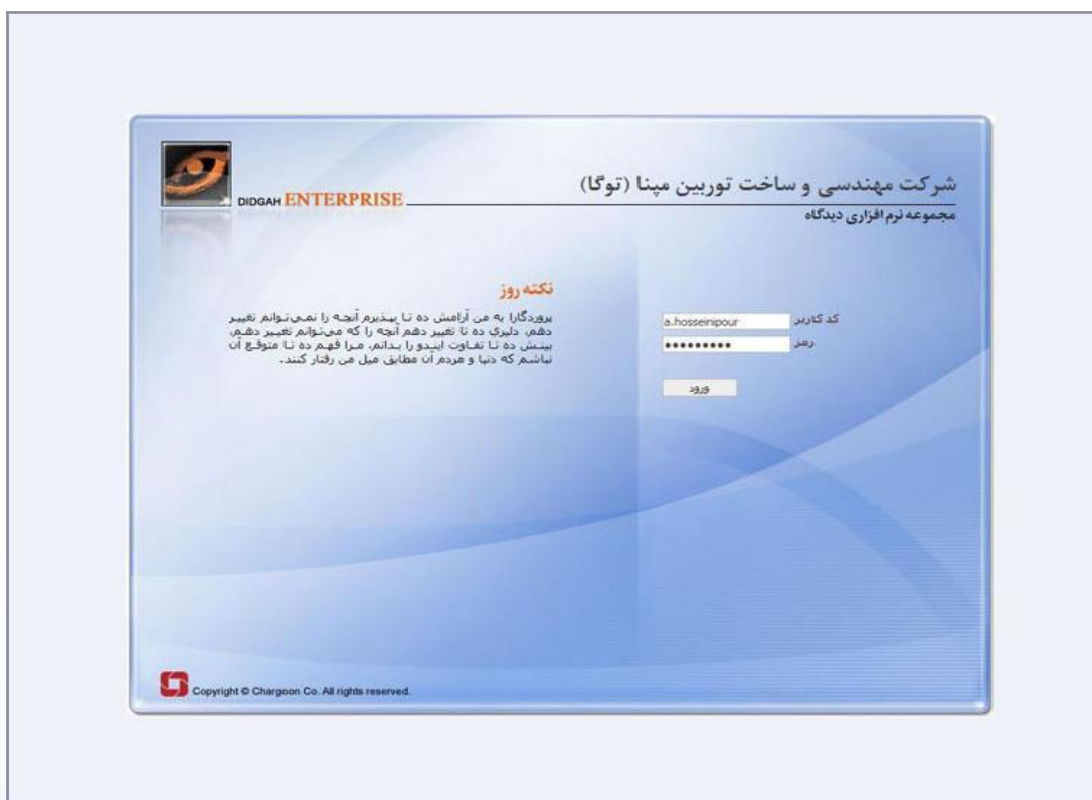 DIDGAH ENTERPRISE
شرکت مهندسی و ساخت توربین مپنا (توگا)
مجموعه نرم افزاری دیدگاه
کد کاربر a.hosseinipour
رمز •••••••••
ورود
نکته روز
پروردگارا به من آرامش ده تا بپذیرم آنچه را نمی‌توانم تغییر
دهم، دلیری ده تا تغییر دهم آنچه را که می‌توانم تغییر دهم،
بینش ده تا تفاوت ایندو را بدانم، مرا فهم ده تا متوقع آن
نباشم که دنیا و مردم آن مطابق میل من رفتار کنند.
Copyright © Chargoon Co. All rights reserved.